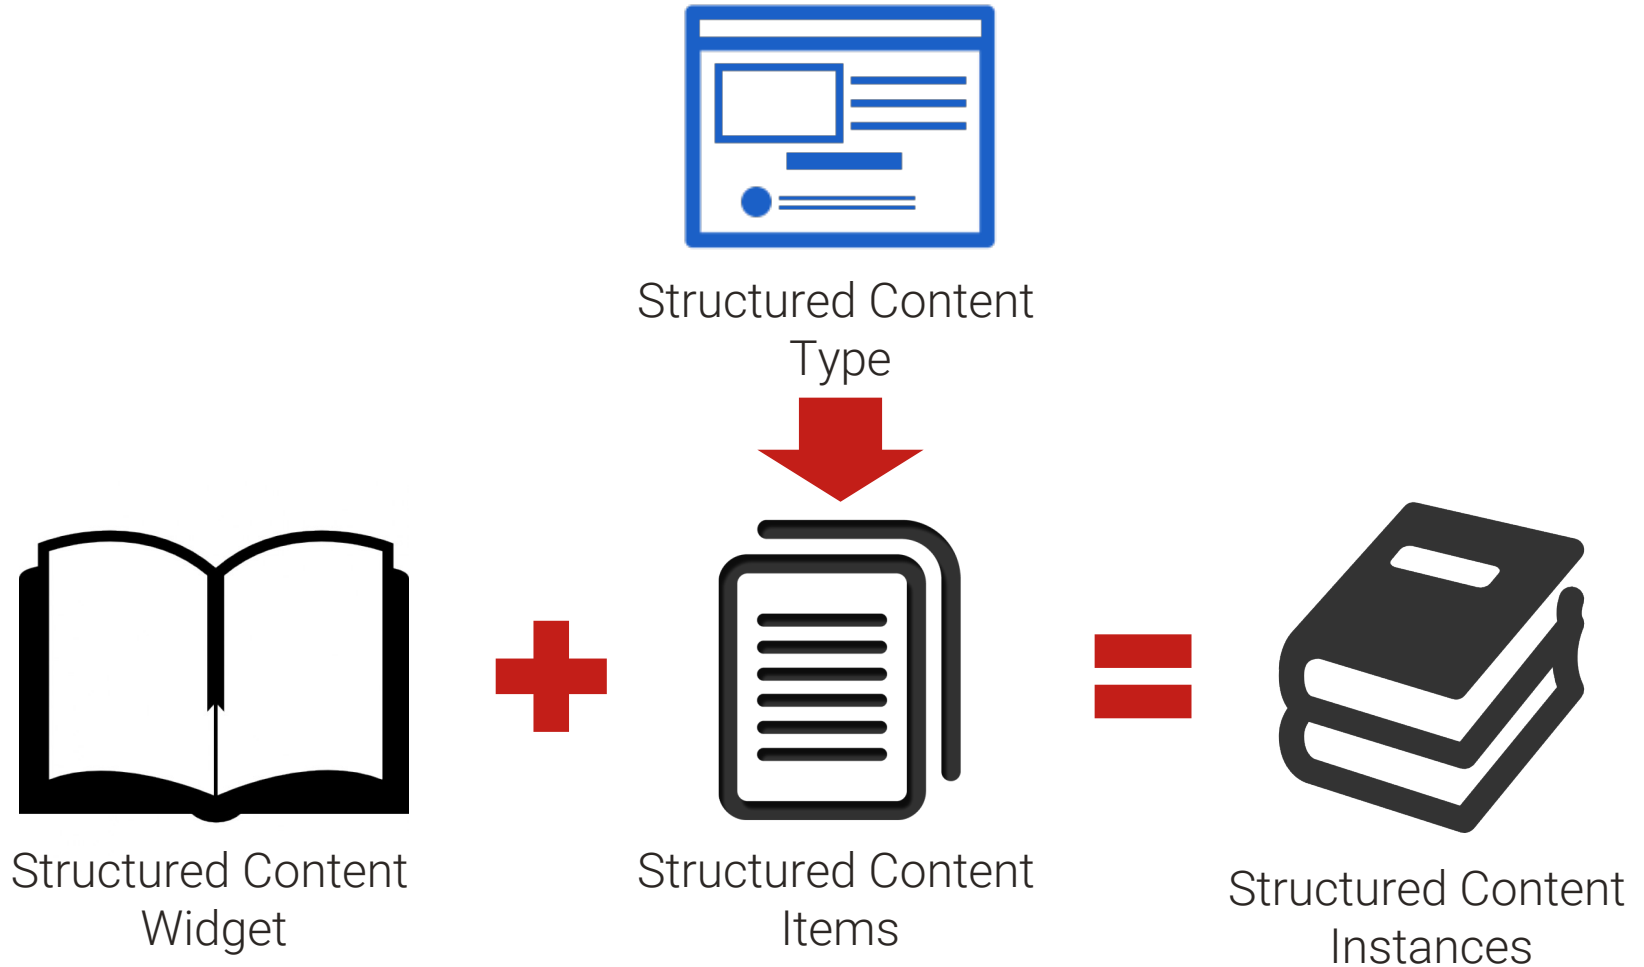 Structured Content
Type
Structured Content
Widget
Structured Content
Items
Structured Content
Instances